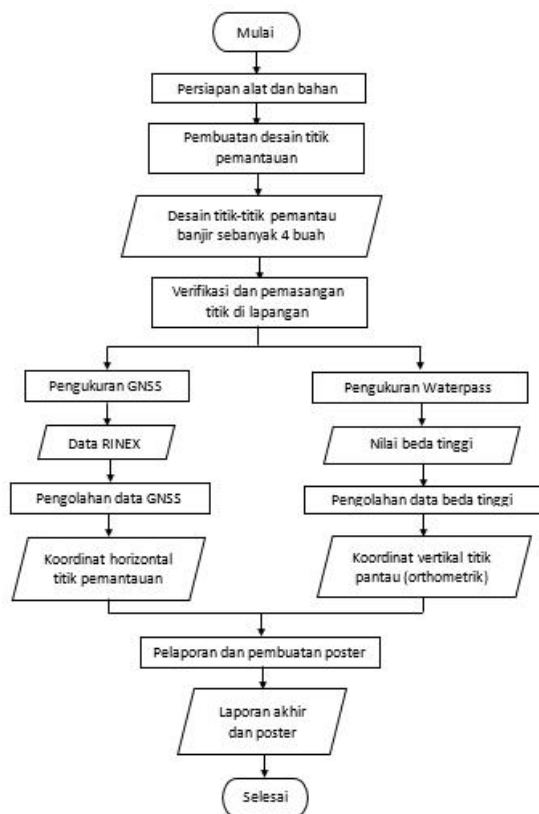 Mulai
Persiapan alat dan bahan
Pembuatan desain titik
pemantauan
Desain titik-titik pemantau
banjir sebanyak 4 buah
Verifikasi dan pemasangan
titik di lapangan
Pengukuran GNSS
Data RINEX
Pengolahan data GNSS
Koordinat horizontal
titik pemantauan
Pengukuran Waterpass
Nilai beda tinggi
Pengolahan data beda tinggi
Koordinat vertikal titik
pantau (orthometrik)
Pelaporan dan pembuatan poster
Laporan akhir
dan poster
Selesai